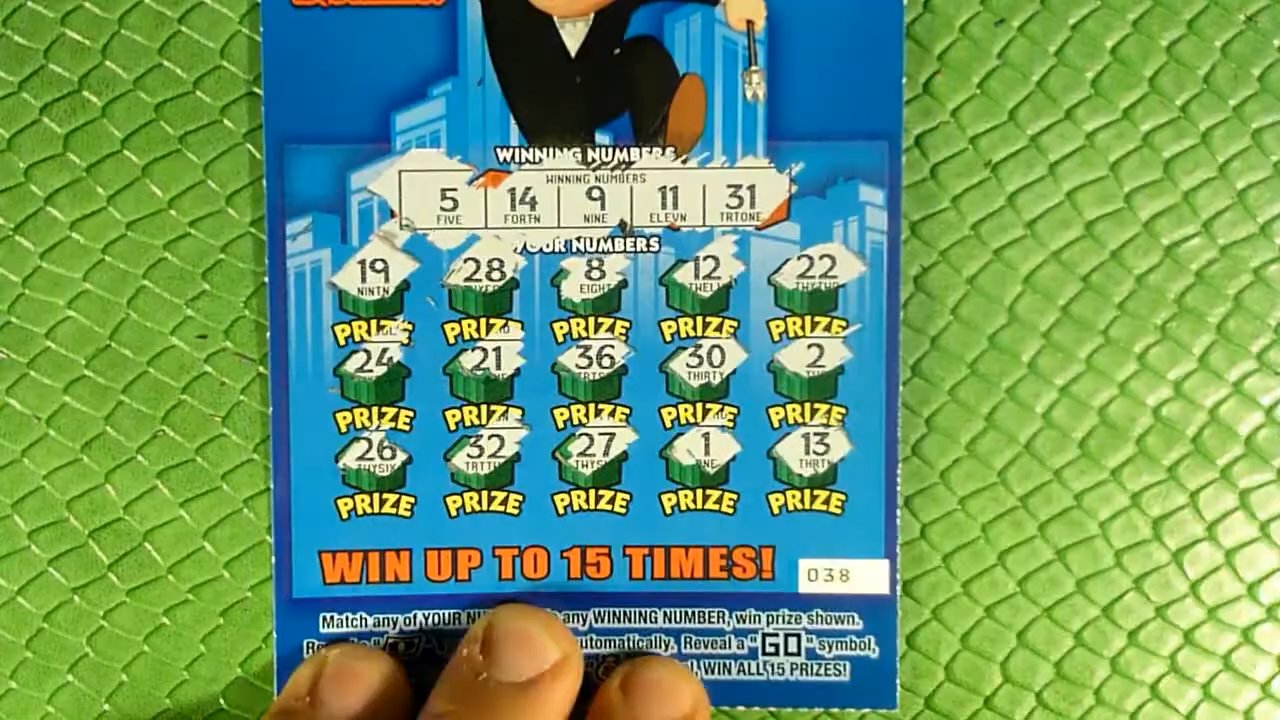 WINNING NUMBERS
WINNING NUMBERS
5 14 9 11 31
FIVE FORTN NINE ELEVN TRTONE
YOUR NUMBERS
19 28 8 12 22
NINTN EIGHT
PRIZE PRIZE PRIZE PRIZE PRIZE
24 21 36 30 2
THIRTY
PRIZE PRIZE PRIZE PRIZE PRIZE
26 32 27 1 13
ONE THRTN
PRIZE PRIZE PRIZE PRIZE PRIZE
WIN UP TO 15 TIMES!
038
Match any of YOUR any WINNING NUMBER, win prize shown.
automatically. Reveal a "GO" symbol,
WIN ALL 15 PRIZES!